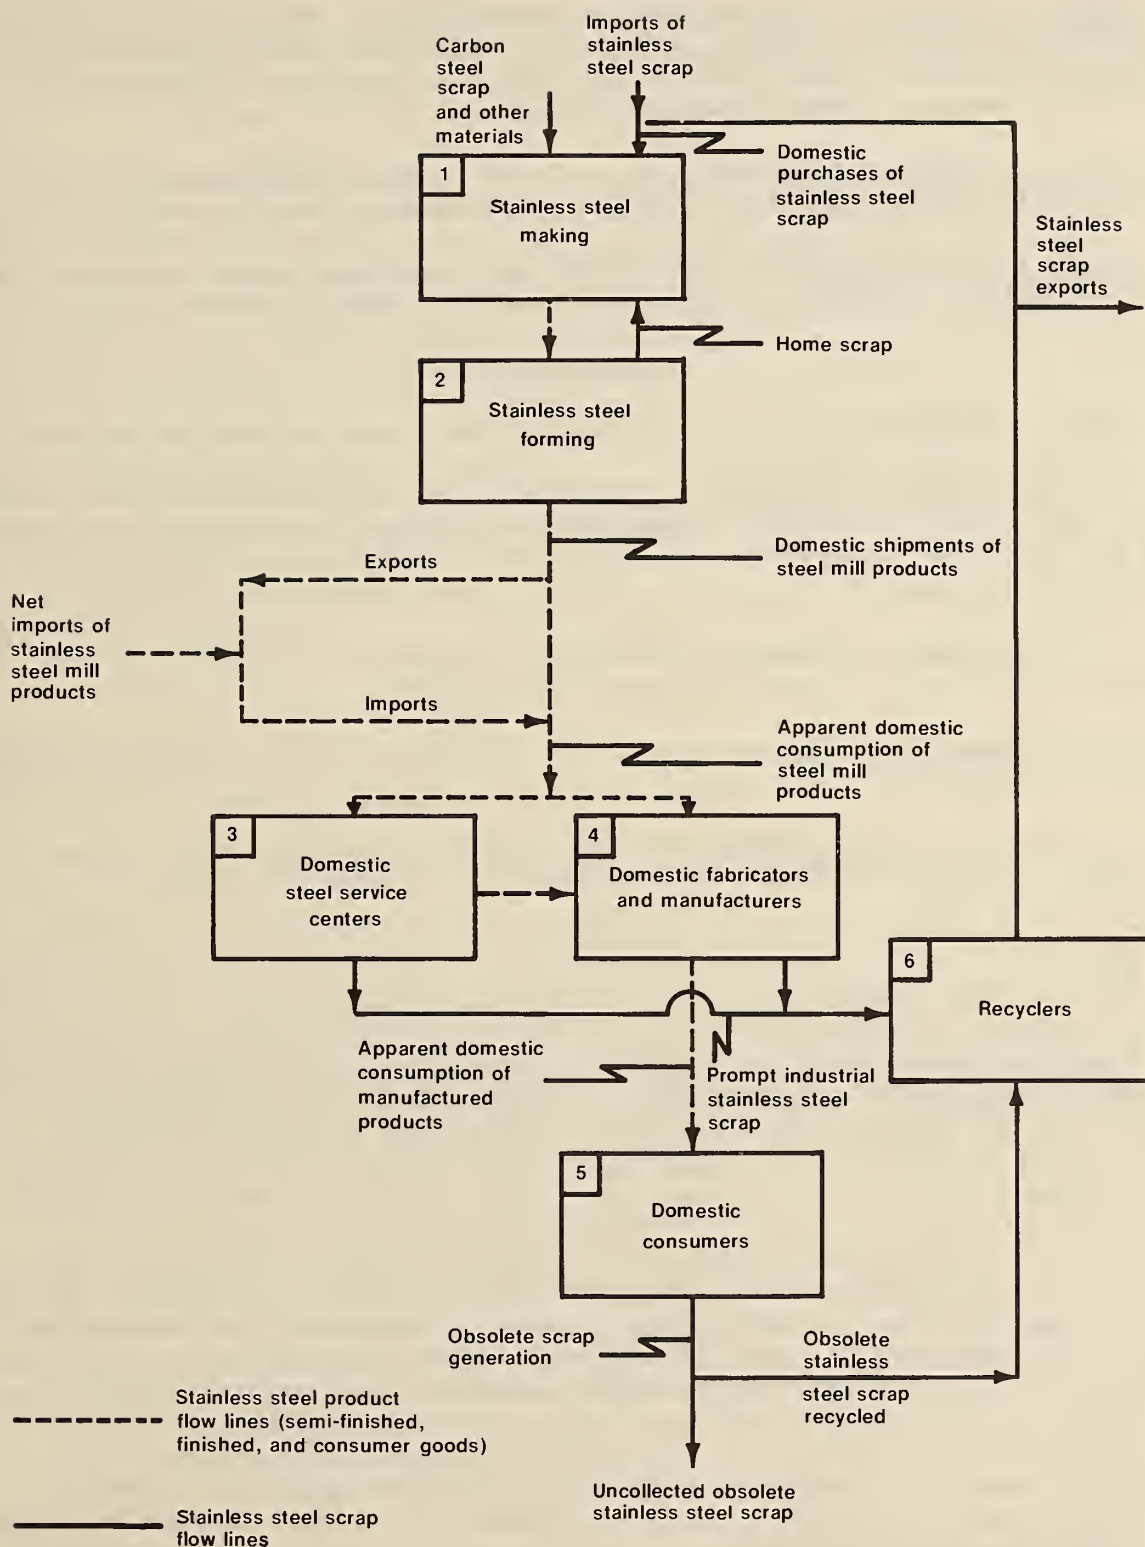 Imports of
stainless
steel scrap
Carbon
steel
scrap
and other
materials
Domestic
purchases of
stainless steel
scrap
1
Stainless steel
making
Stainless
steel
scrap
exports
Home scrap
2
Stainless steel
forming
Domestic shipments of
steel mill products
Exports
Net
imports of
stainless
steel mill
products
Imports
Apparent domestic
consumption of
steel mill
products
3
Domestic
steel service
centers
4
Domestic fabricators
and manufacturers
6
Recyclers
Apparent domestic
consumption of
manufactured
products
Prompt industrial
stainless steel
scrap
5
Domestic
consumers
Obsolete scrap
generation
Obsolete
stainless
steel scrap
recycled
Stainless steel product
flow lines (semi-finished,
finished, and consumer goods)
Uncollected obsolete
stainless steel scrap
Stainless steel scrap
flow lines